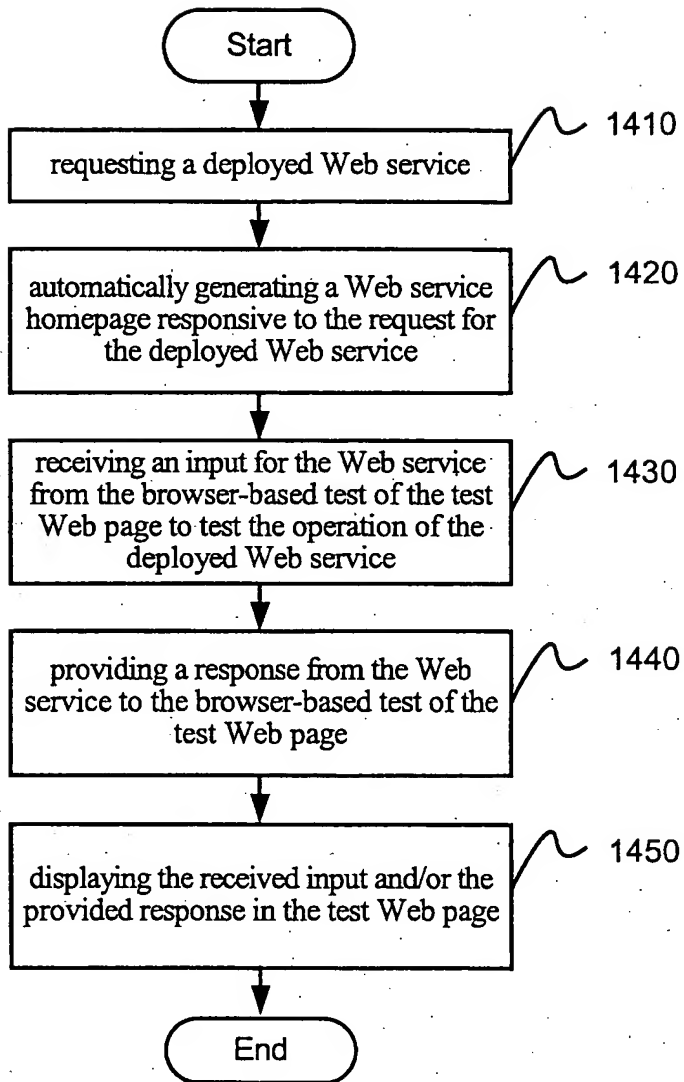 Start
requesting a deployed Web service
1410
automatically generating a Web service
homepage responsive to the request for
the deployed Web service
1420
receiving an input for the Web service
from the browser-based test of the test
Web page to test the operation of the
deployed Web service
1430
providing a response from the Web
service to the browser-based test of the
test Web page
1440
displaying the received input and/or the
provided response in the test Web page
1450
End